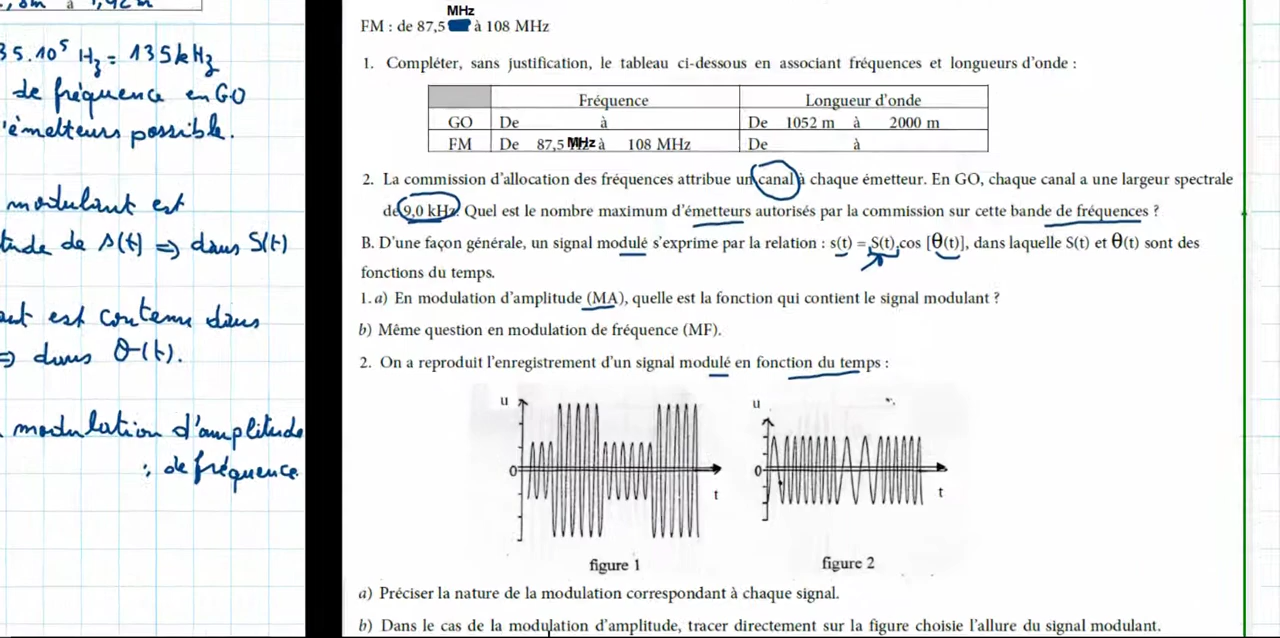 à 1,92 m
35.10⁵ Hz = 135 kHz
de fréquence en GO
émetteurs possible.
modulant est
de s(t) ⇒ dans S(t)
est contenu dans
⇒ dans θ(t).
modulation d'amplitude
: de fréquence
MHz
FM : de 87,5 à 108 MHz
1. Compléter, sans justification, le tableau ci-dessous en associant fréquences et longueurs d'onde :
Fréquence Longueur d'onde
GO De à De 1052 m à 2000 m
FM De 87,5 MHz à 108 MHz De à
2. La commission d'allocation des fréquences attribue un canal à chaque émetteur. En GO, chaque canal a une largeur spectrale
de 9,0 kHz. Quel est le nombre maximum d'émetteurs autorisés par la commission sur cette bande de fréquences ?
B. D'une façon générale, un signal modulé s'exprime par la relation : s(t) = S(t).cos [θ(t)], dans laquelle S(t) et θ(t) sont des
fonctions du temps.
1. a) En modulation d'amplitude (MA), quelle est la fonction qui contient le signal modulant ?
b) Même question en modulation de fréquence (MF).
2. On a reproduit l'enregistrement d'un signal modulé en fonction du temps :
u
0
t
figure 1
u
0
t
figure 2
a) Préciser la nature de la modulation correspondant à chaque signal.
b) Dans le cas de la modulation d'amplitude, tracer directement sur la figure choisie l'allure du signal modulant.